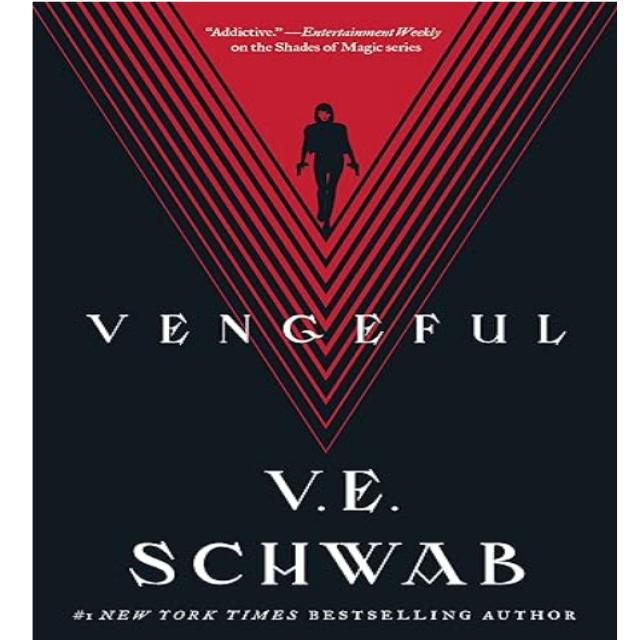 "Addictive." —Entertainment Weekly
on the Shades of Magic series
VENGEFUL
V. E.
SCHWAB
#1 NEW YORK TIMES BESTSELLING AUTHOR